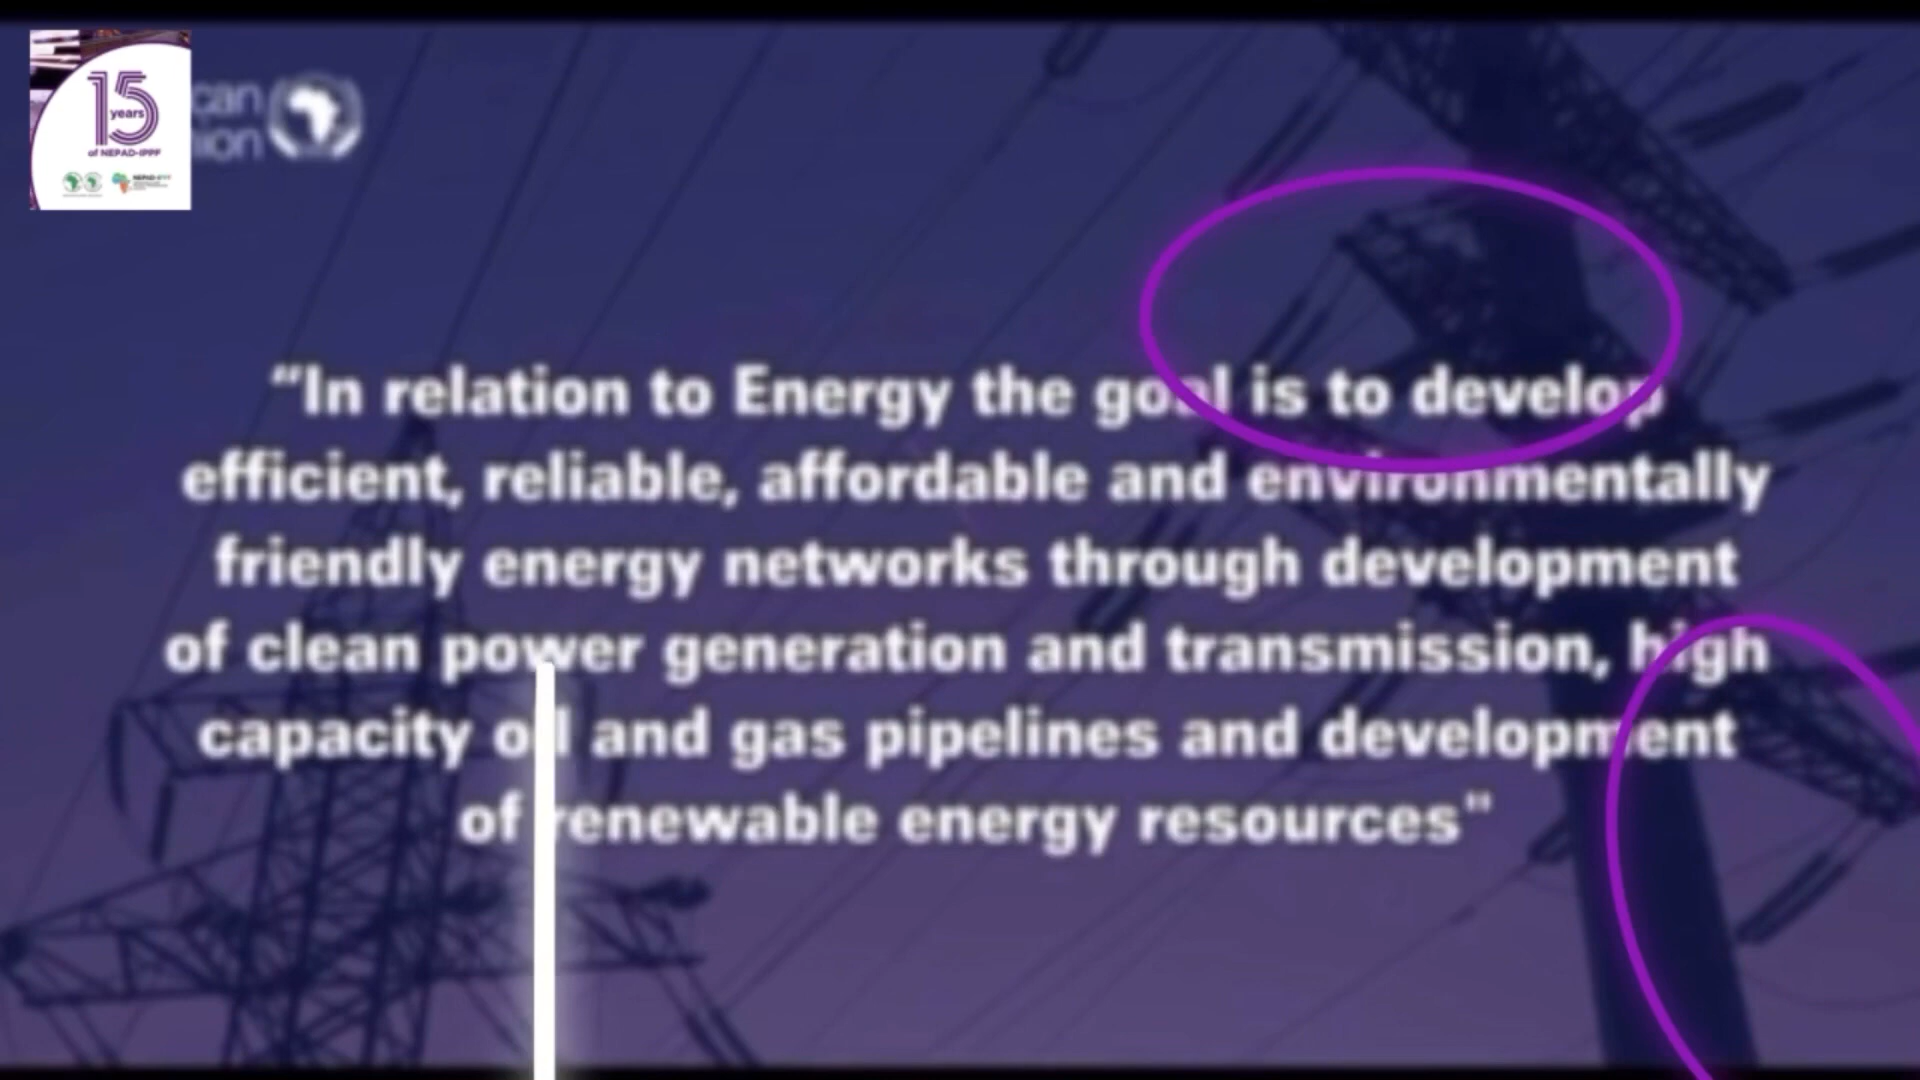 15
years
of NEPAD-IPPF
can
ion
“In relation to Energy the goal is to develop
efficient, reliable, affordable and environmentally
friendly energy networks through development
of clean power generation and transmission, high
capacity oil and gas pipelines and development
of renewable energy resources"